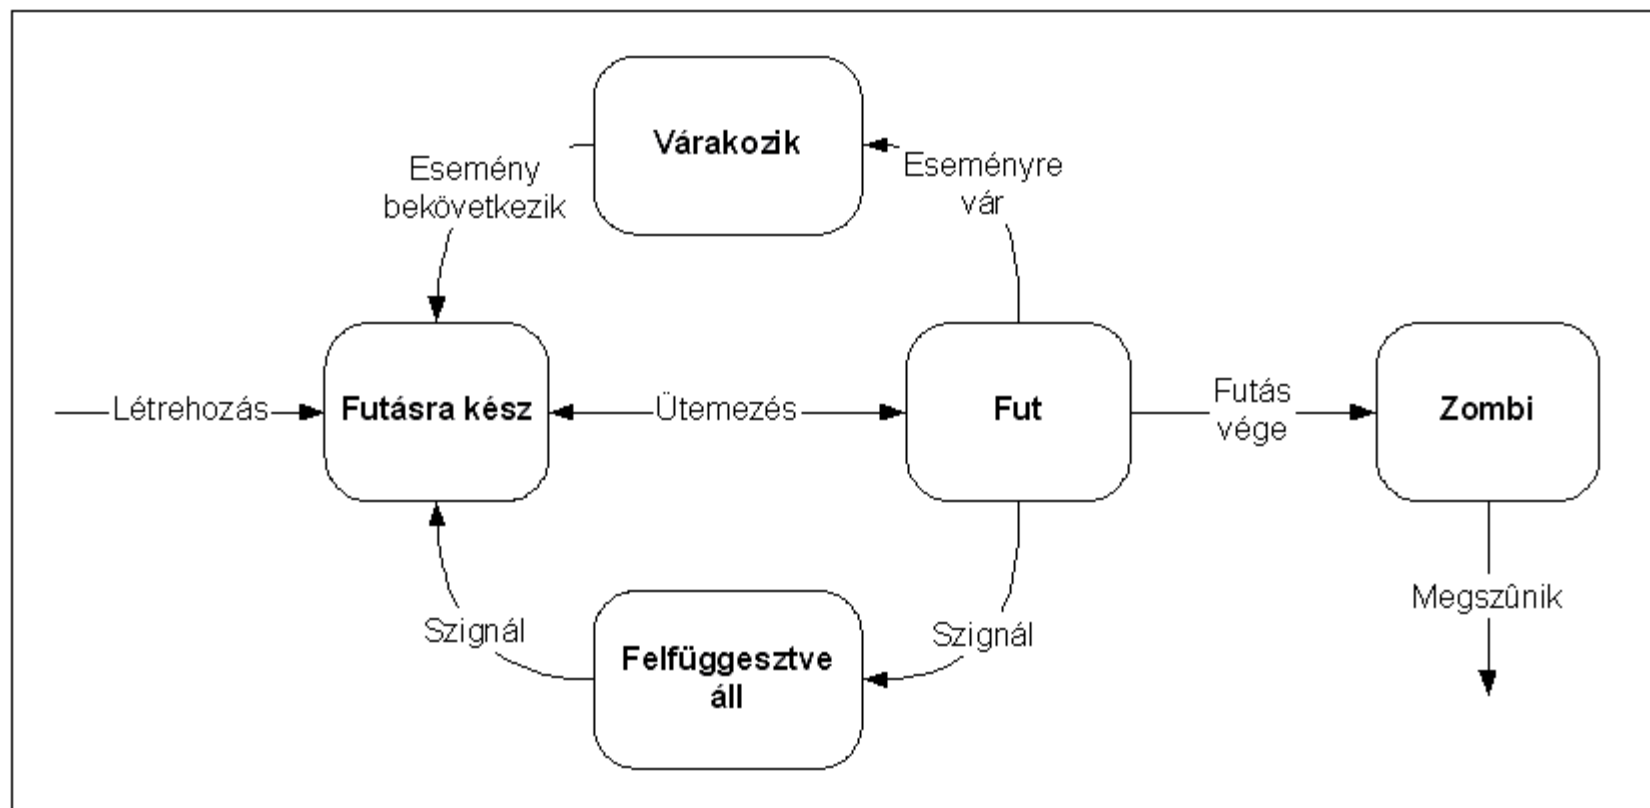 Várakozik
Esemény
bekövetkezik
Eseményre
vár
Létrehozás
Futásra kész
Ütemezés
Fut
Futás
vége
Zombi
Szignál
Felfüggesztve
áll
Szignál
Megszûnik